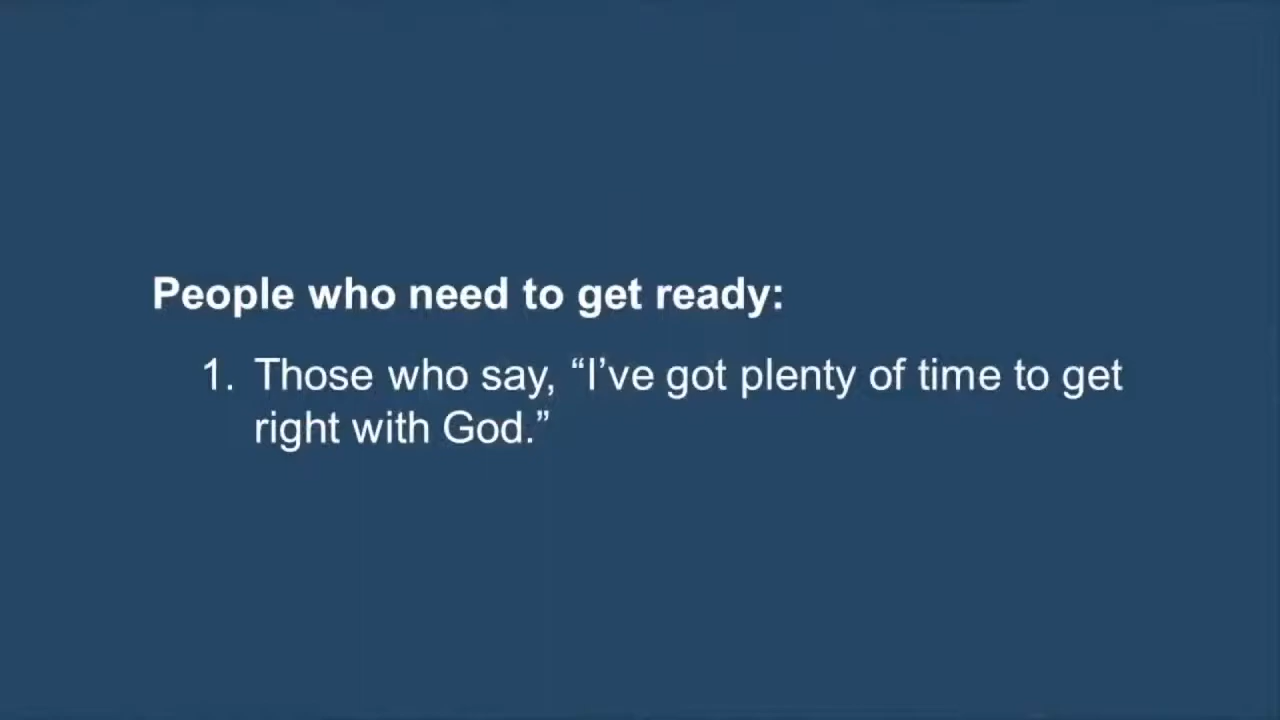 People who need to get ready:
1. Those who say, “I’ve got plenty of time to get
right with God.”